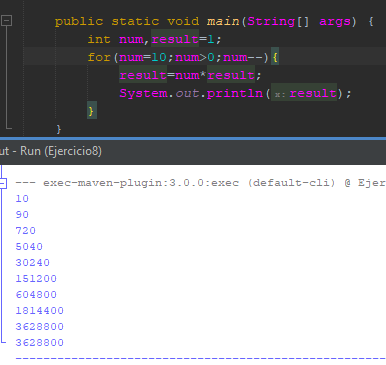 public static void main(String[] args) {
int num,result=1;
for(num=10;num>0;num--){
result=num*result;
System.out.println(x:result);
}
}
ut - Run (Ejercicio8)
--- exec-maven-plugin:3.0.0:exec (default-cli) @ Ejer
10
90
720
5040
30240
151200
604800
1814400
3628800
3628800
------------------------------------------------